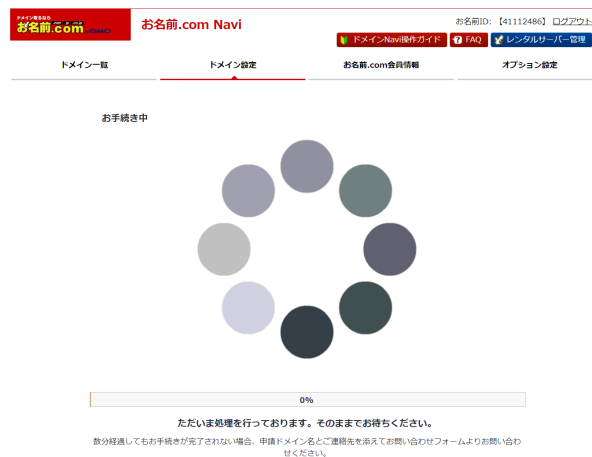 ドメイン取るなら
お名前.com
お名前.com Navi
お名前ID: 【41112486】 ログアウト
ドメインNavi操作ガイド
FAQ
レンタルサーバー管理
ドメイン一覧
ドメイン設定
お名前.com会員情報
オプション設定
お手続き中
0%
ただいま処理を行っております。そのままでお待ちください。
数分経過してもお手続きが完了されない場合、申請ドメイン名とご連絡先を添えてお問い合わせフォームよりお問い合わ
せください。